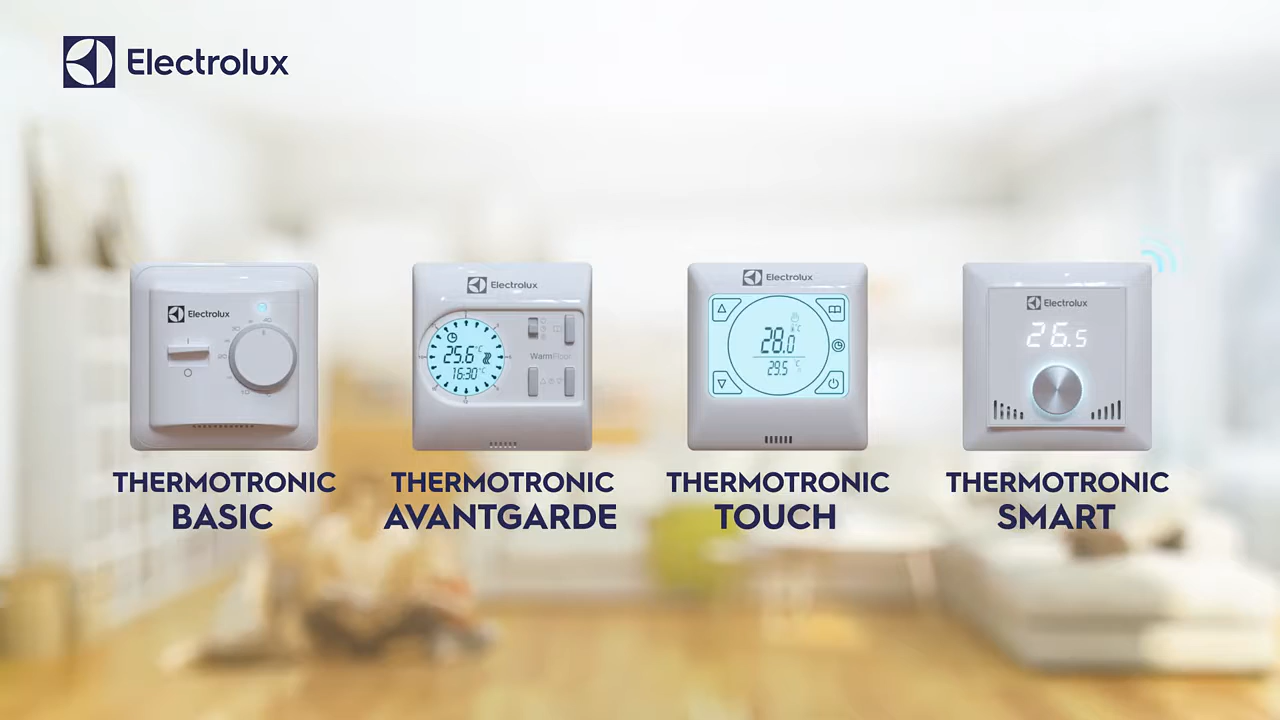 Electrolux
Electrolux
Electrolux
25.6°C
16:30
WarmFloor
Electrolux
28.0
°C
29.5 °C
Electrolux
26.5
THERMOTRONIC
BASIC
THERMOTRONIC
AVANTGARDE
THERMOTRONIC
TOUCH
THERMOTRONIC
SMART